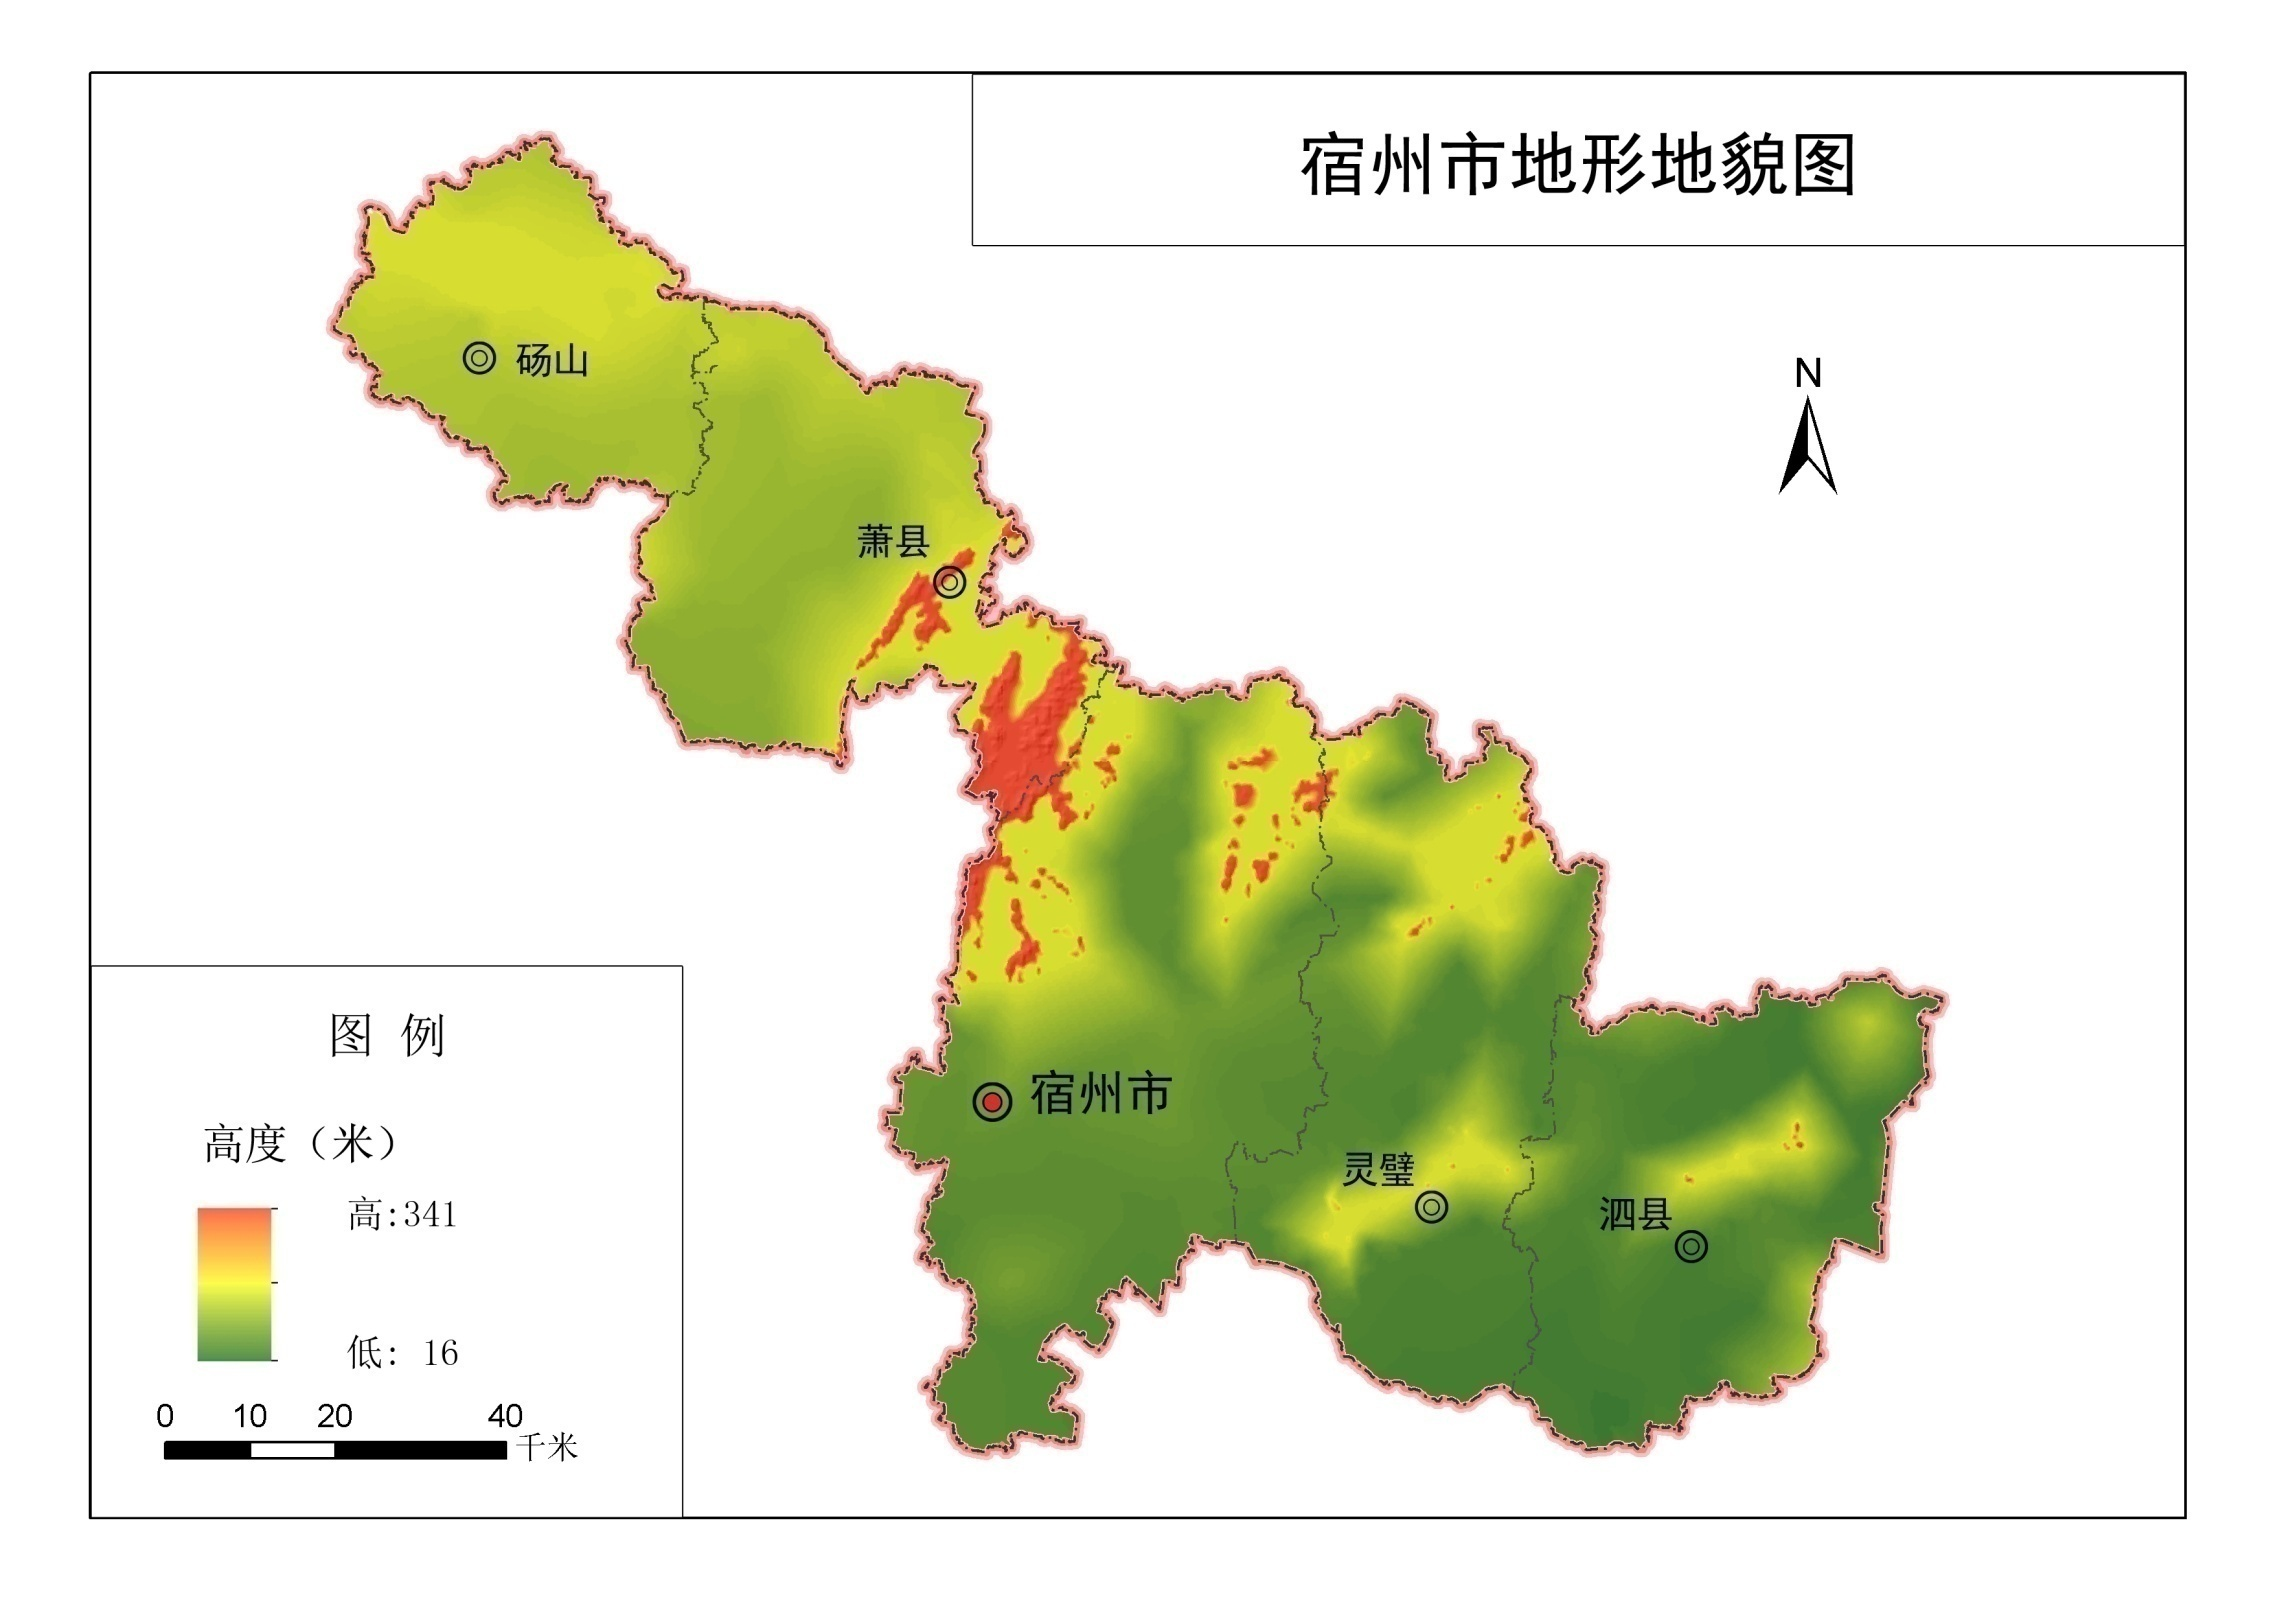 宿州市地形地貌图
N
砀山
萧县
宿州市
灵璧
泗县
图 例
高度（米）
高:341
低: 16
0 10 20 40
千米